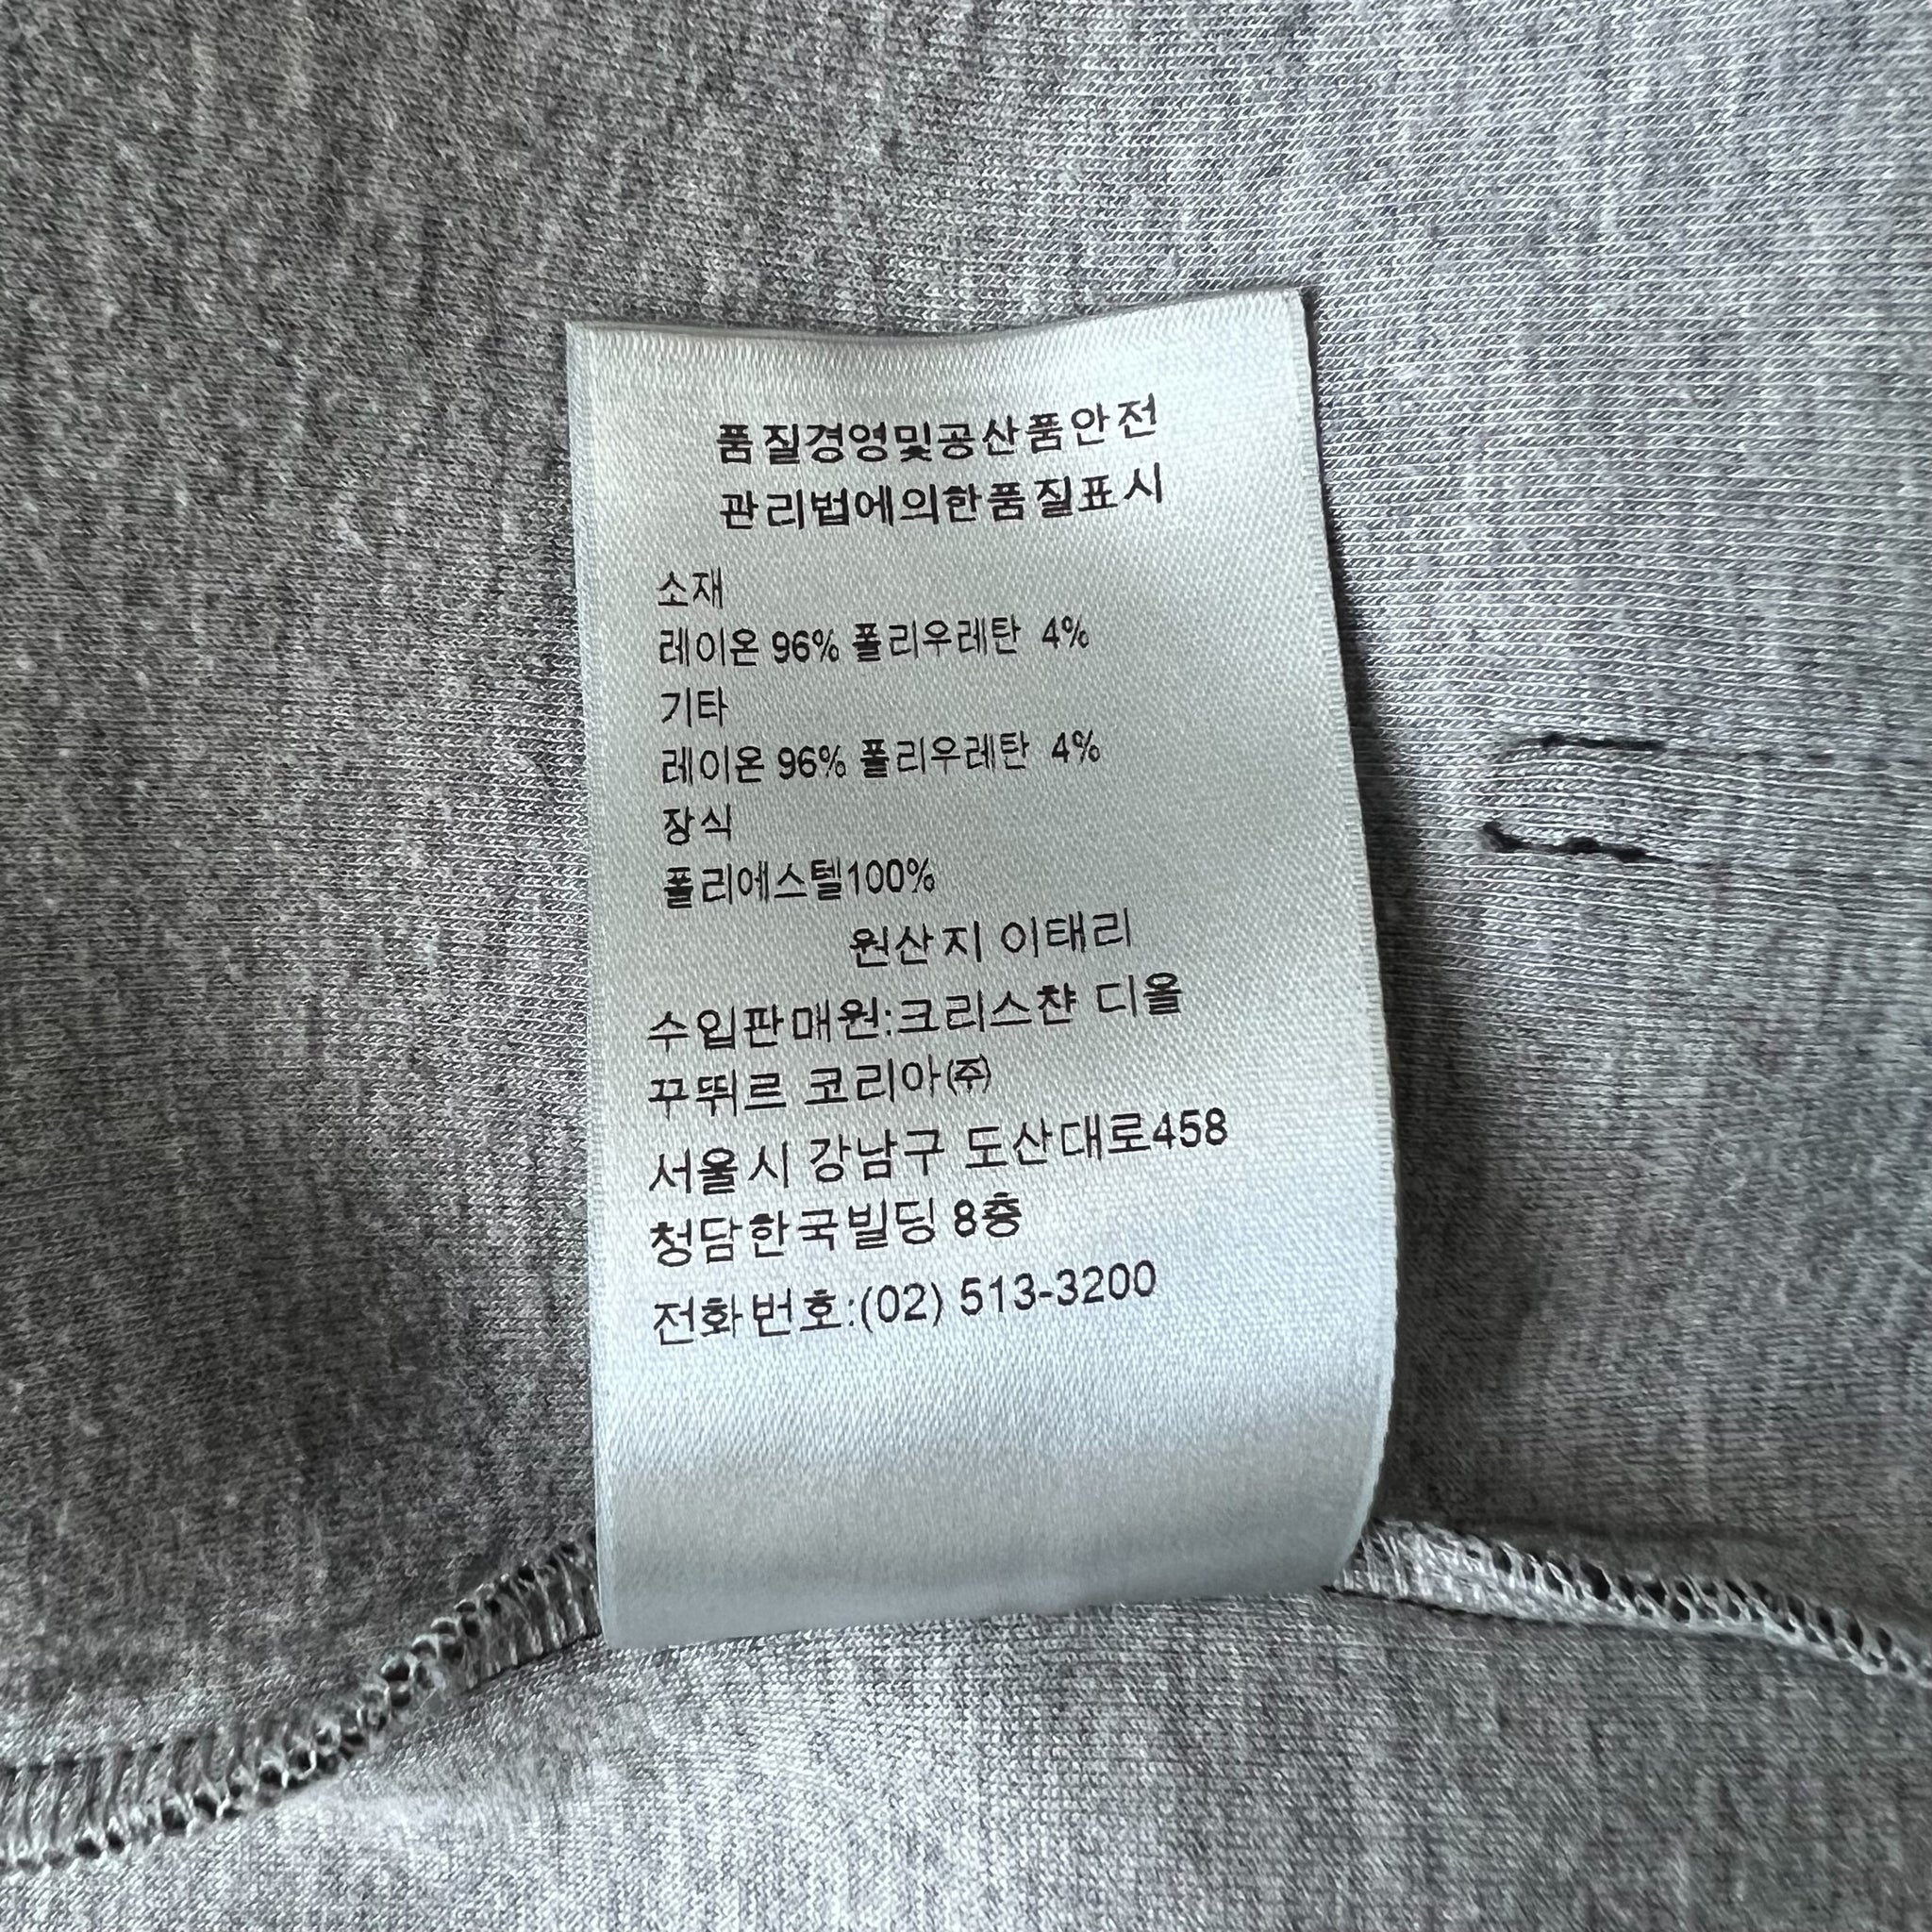 품질경영및공산품안전
관리법에의한품질표시
소재
레이온 96% 폴리우레탄 4%
기타
레이온 96% 폴리우레탄 4%
장식
폴리에스텔100%
원산지 이태리
수입판매원:크리스챤 디올
꾸뛰르 코리아㈜
서울시 강남구 도산대로458
청담한국빌딩 8층
전화번호:(02) 513-3200